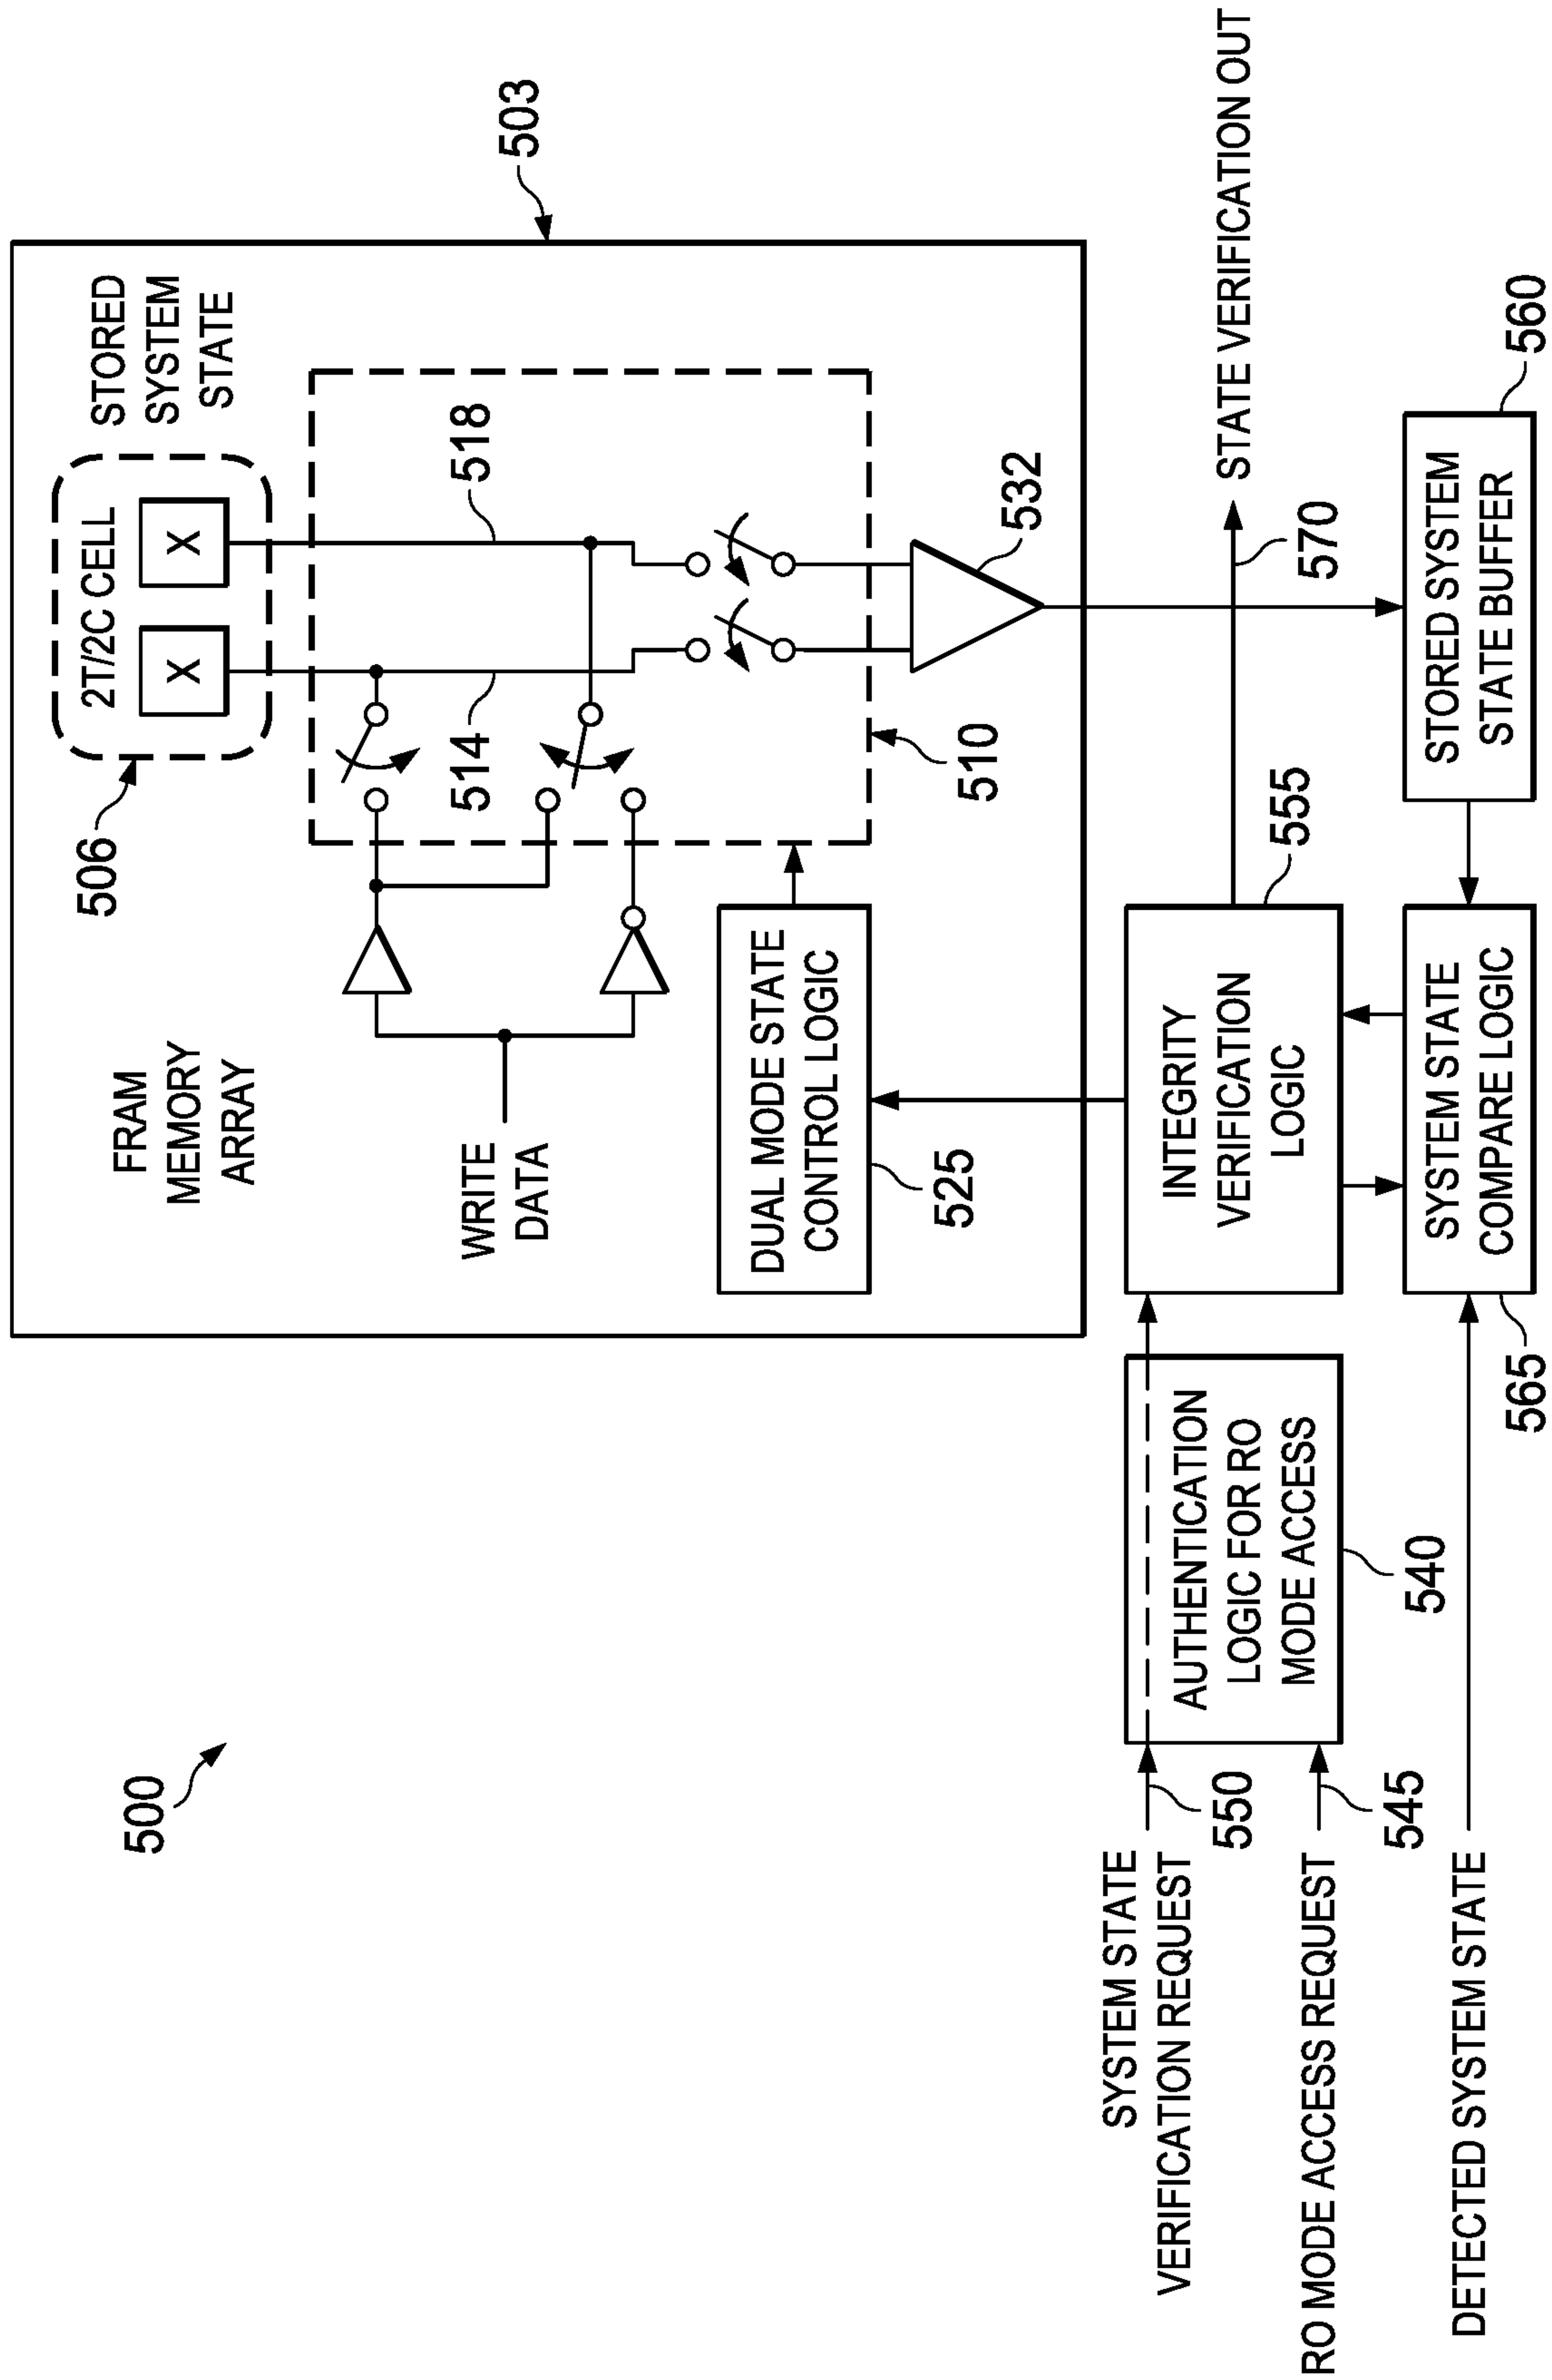 500
503
FRAM
MEMORY
ARRAY
506
2T/2C CELL
X
X
STORED
SYSTEM
STATE
WRITE
DATA
514
518
510
DUAL MODE STATE
CONTROL LOGIC
525
532
SYSTEM STATE
VERIFICATION REQUEST
550
RO MODE ACCESS REQUEST
545
AUTHENTICATION
LOGIC FOR RO
MODE ACCESS
540
INTEGRITY
VERIFICATION
LOGIC
555
STATE VERIFICATION OUT
570
DETECTED SYSTEM STATE
SYSTEM STATE
COMPARE LOGIC
565
STORED SYSTEM
STATE BUFFER
560